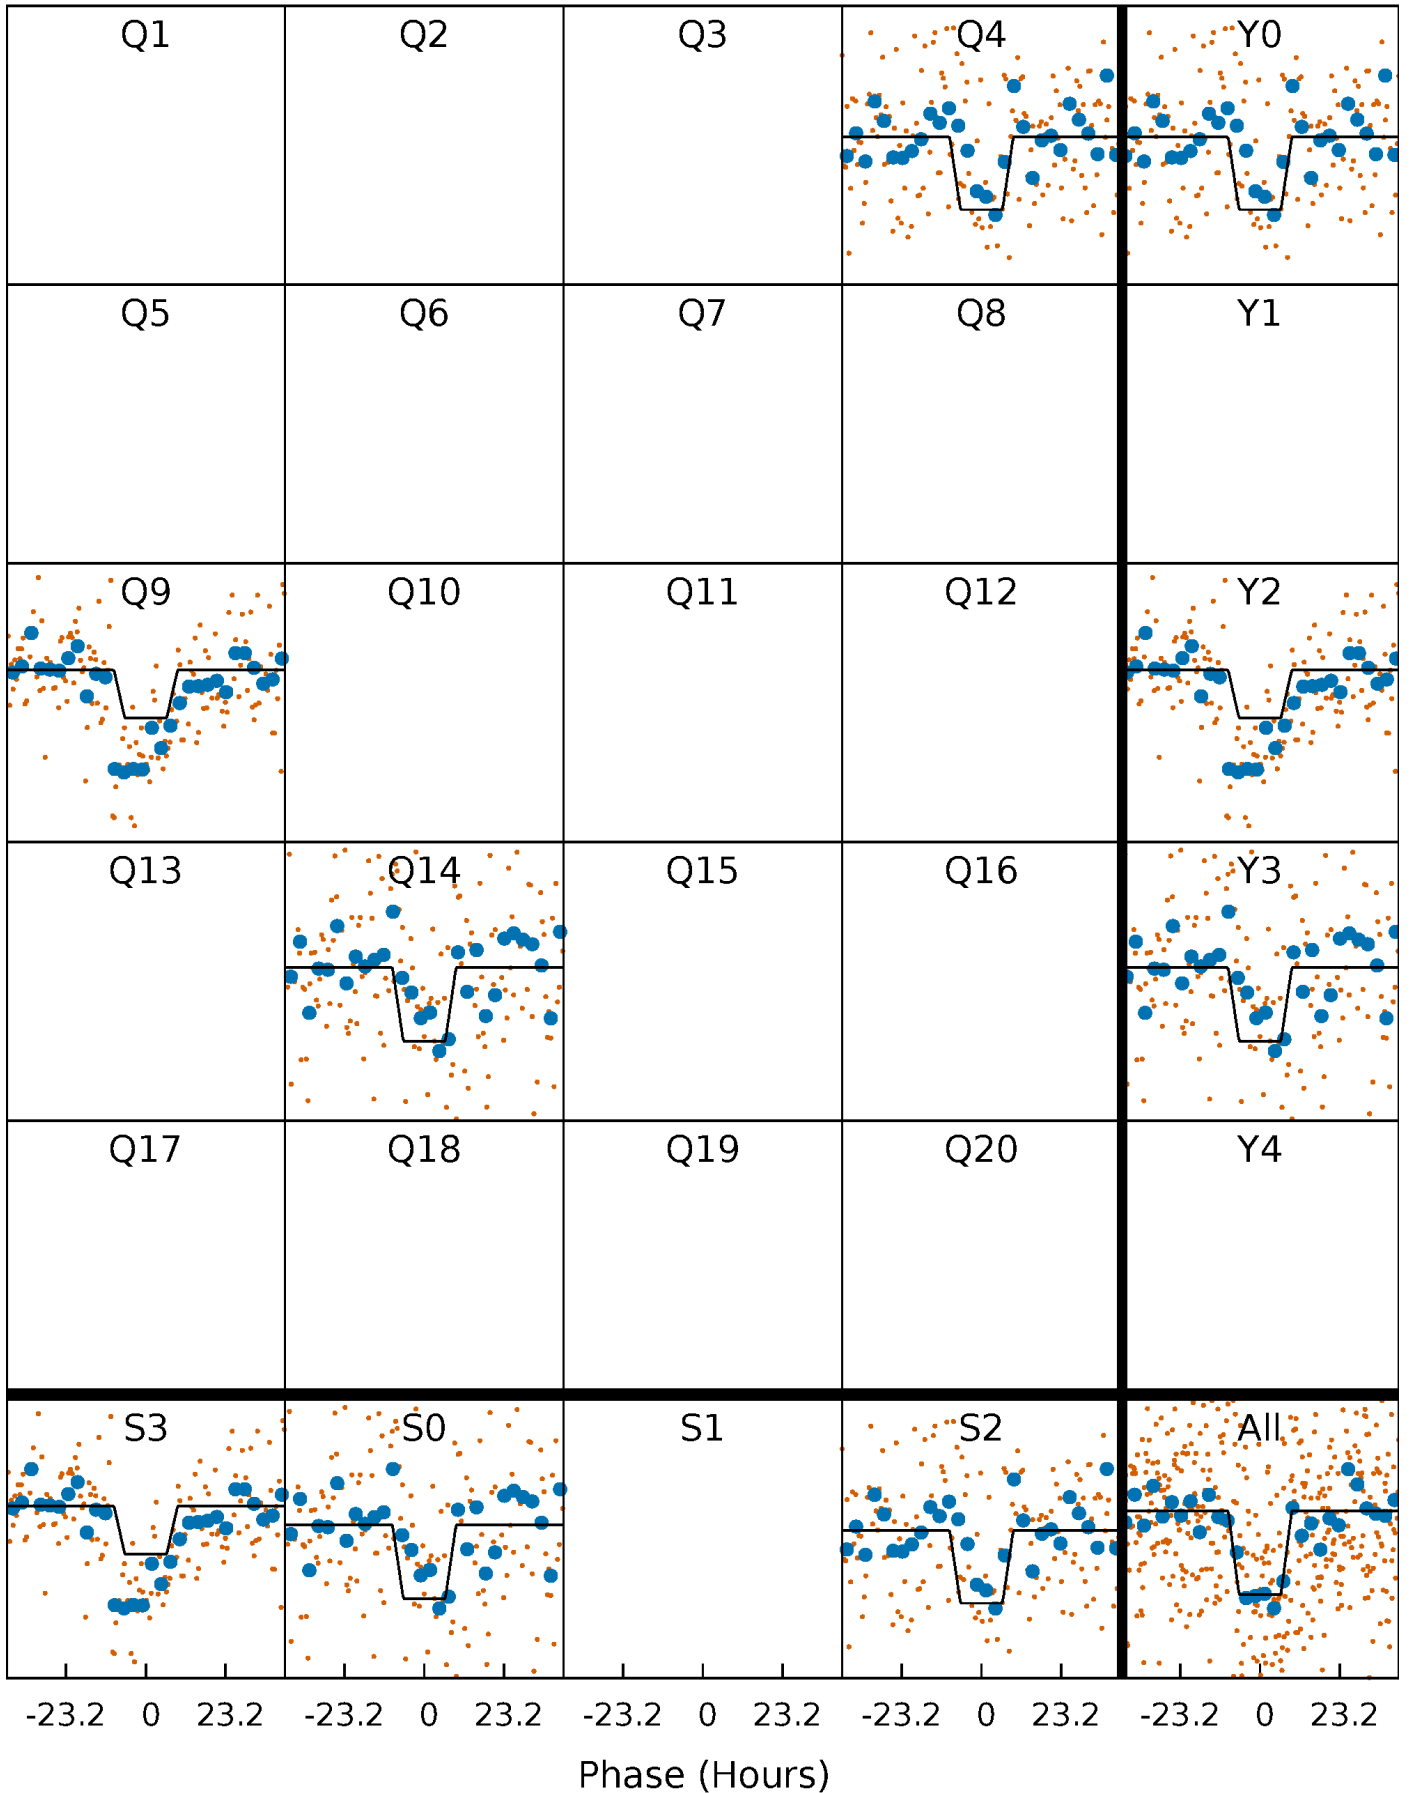 Q1 Q2 Q3 Q4 Y0
Q5 Q6 Q7 Q8 Y1
Q9 Q10 Q11 Q12 Y2
Q13 Q14 Q15 Q16 Y3
Q17 Q18 Q19 Q20 Y4
S3 S0 S1 S2 All
-23.2 0 23.2 -23.2 0 23.2 -23.2 0 23.2 -23.2 0 23.2 -23.2 0 23.2
Phase (Hours)